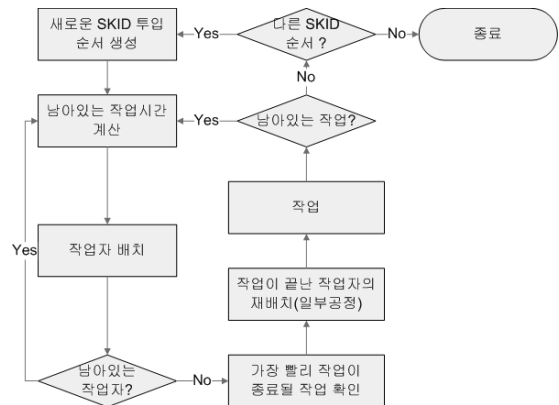 새로운 SKID 투입
순서 생성
Yes
다른 SKID
순서 ?
No
종료
No
남아있는 작업시간
계산
Yes
남아있는 작업?
작업
Yes
작업자 배치
작업이 끝난 작업자의
재배치(일부공정)
남아있는
작업자?
No
가장 빨리 작업이
종료될 작업 확인